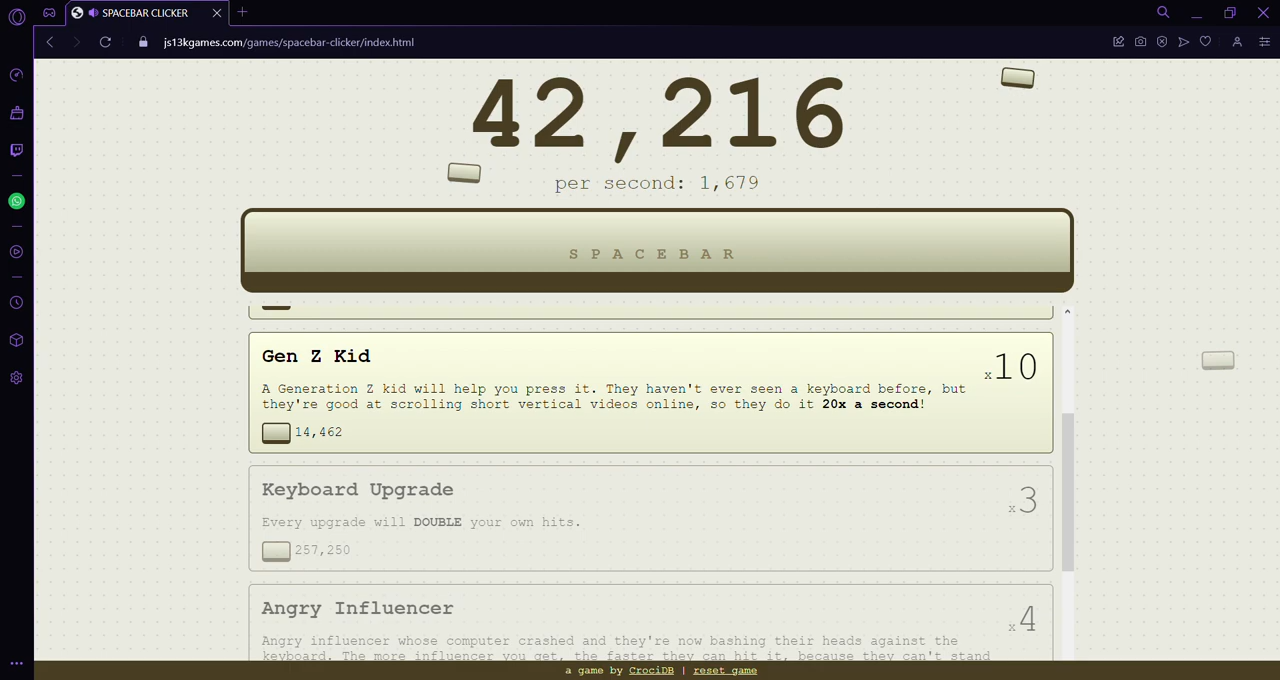 SPACEBAR CLICKER
js13kgames.com/games/spacebar-clicker/index.html
42,216
per second: 1,679
SPACEBAR
Gen Z Kid
x10
A Generation Z kid will help you press it. They haven't ever seen a keyboard before, but
they're good at scrolling short vertical videos online, so they do it 20x a second!
14,462
Keyboard Upgrade
x3
Every upgrade will DOUBLE your own hits.
257,250
Angry Influencer
x4
Angry influencer whose computer crashed and they're now bashing their heads against the
keyboard. The more influencer you get, the faster they can hit it, because they can't stand
a game by CrociDB | reset game